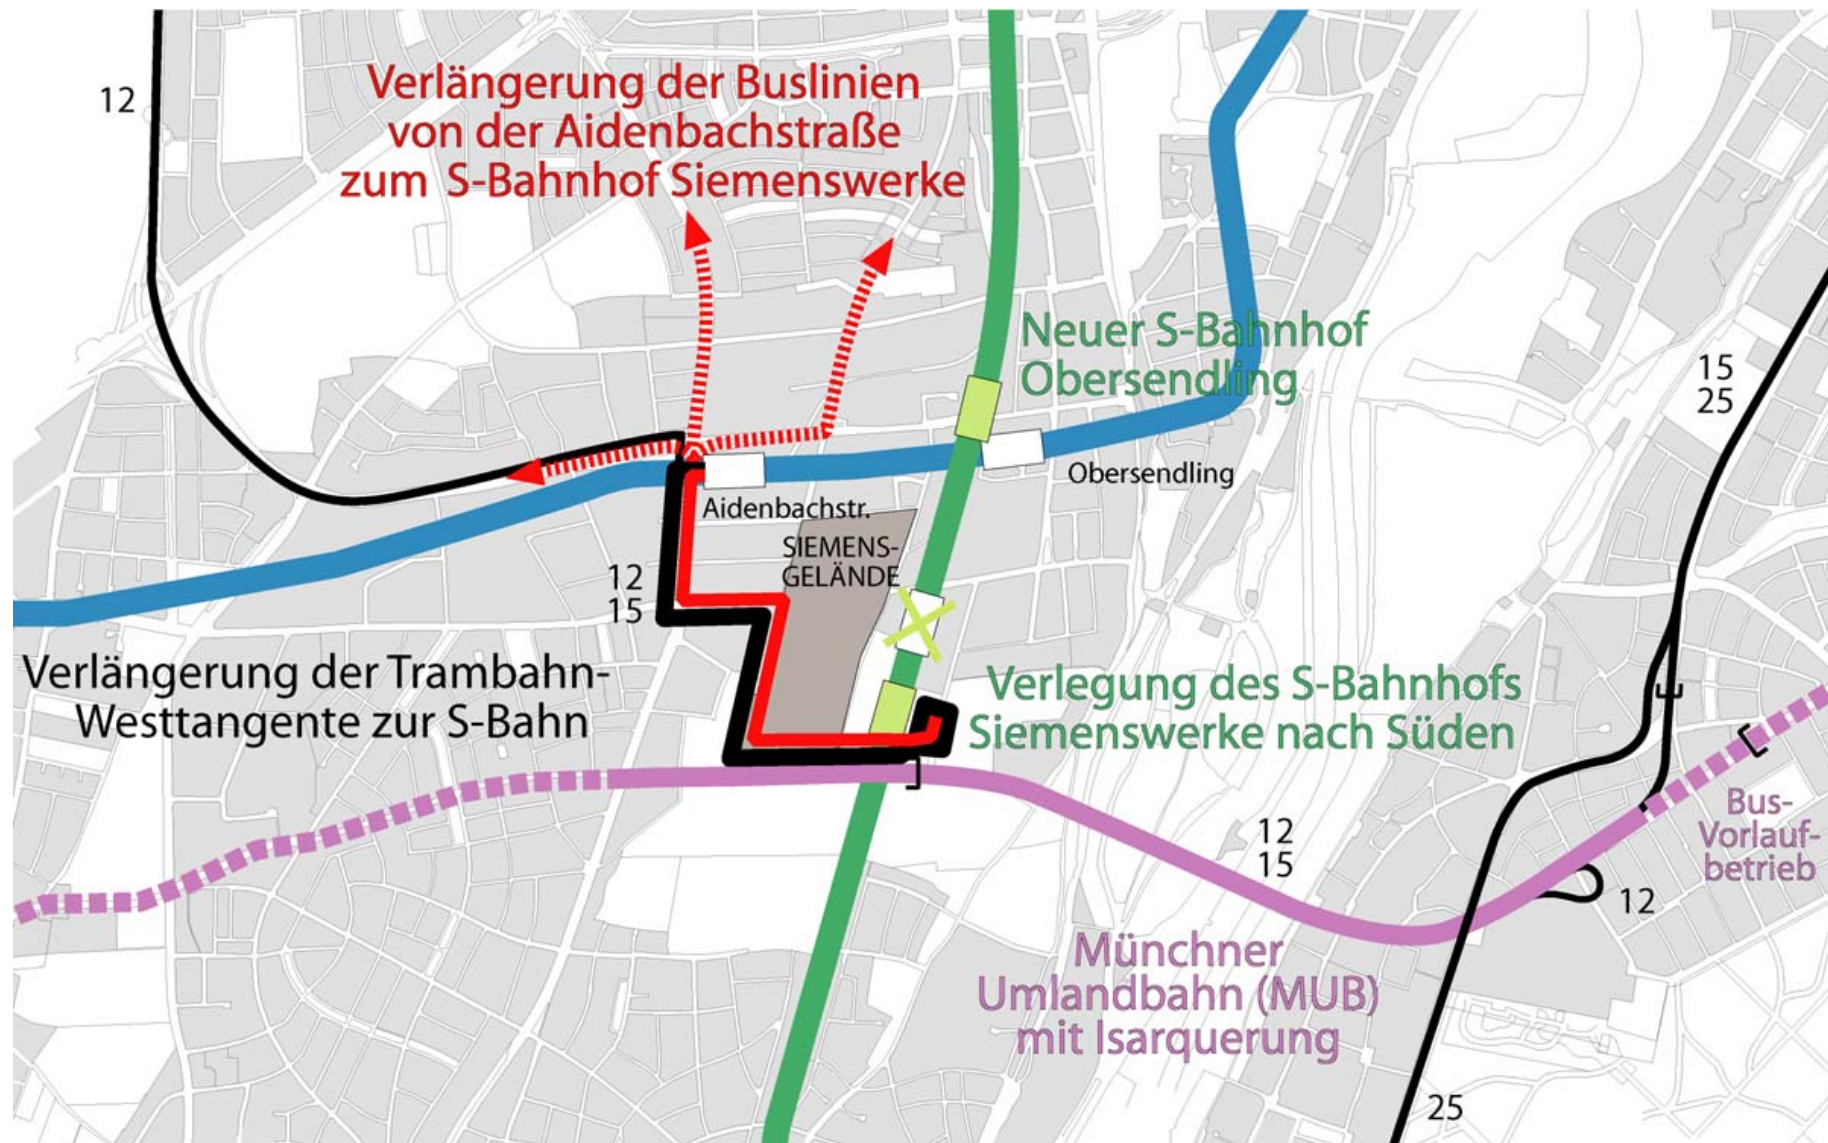 12
Verlängerung der Buslinien
von der Aidenbachstraße
zum S-Bahnhof Siemenswerke
Neuer S-Bahnhof
Obersendling
15
25
Obersendling
Aidenbachstr.
SIEMENS-
GELÄNDE
12
15
Verlängerung der Trambahn-
Westtangente zur S-Bahn
Verlegung des S-Bahnhofs
Siemenswerke nach Süden
Bus-
Vorlauf-
betrieb
12
15
12
Münchner
Umlandbahn (MUB)
mit Isarquerung
25